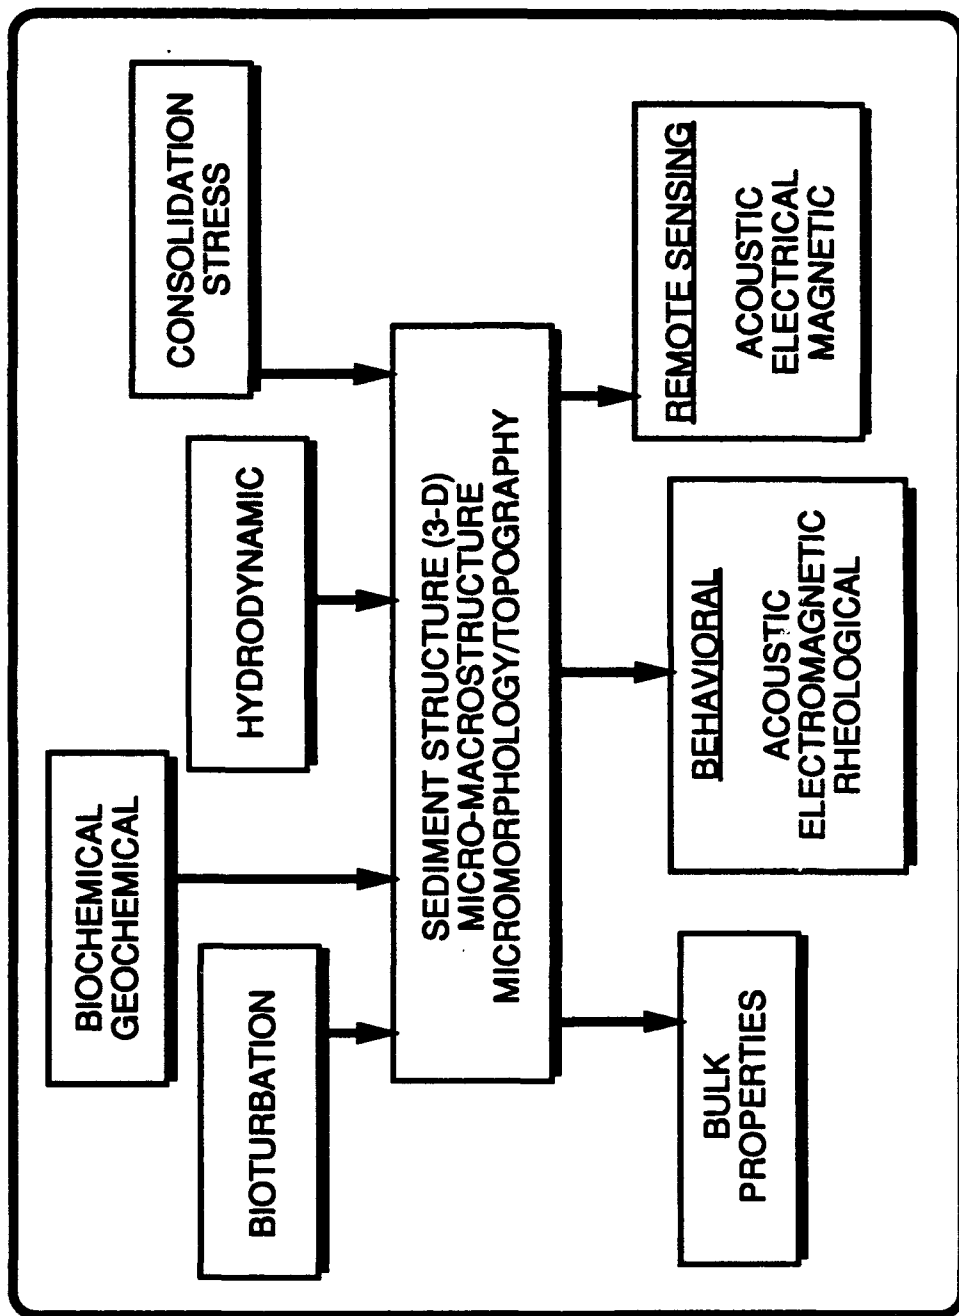 BIOCHEMICAL
GEOCHEMICAL
CONSOLIDATION
STRESS
HYDRODYNAMIC
BIOTURBATION
SEDIMENT STRUCTURE (3-D)
MICRO-MACROSTRUCTURE
MICROMORPHOLOGY/TOPOGRAPHY
BULK
PROPERTIES
BEHAVIORAL
ACOUSTIC
ELECTROMAGNETIC
RHEOLOGICAL
REMOTE SENSING
ACOUSTIC
ELECTRICAL
MAGNETIC